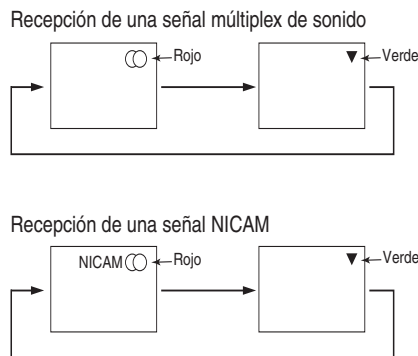 Recepción de una señal múltiplex de sonido
Rojo
Verde
Recepción de una señal NICAM
NICAM
Rojo
Verde